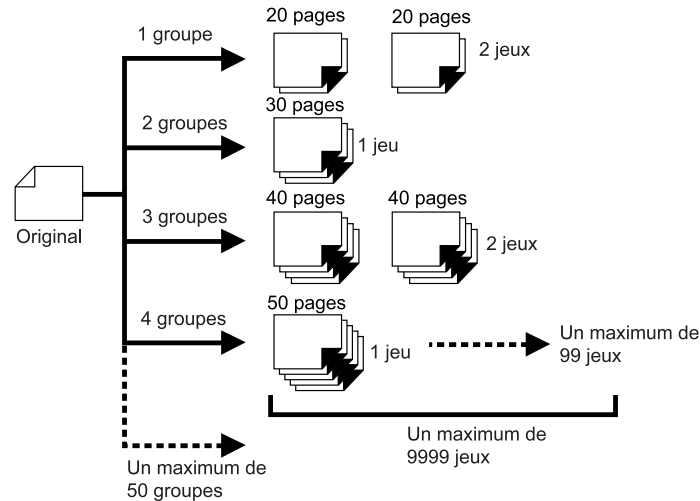 20 pages
20 pages
1 groupe
2 jeux
30 pages
2 groupes
1 jeu
40 pages
40 pages
3 groupes
2 jeux
Original
50 pages
4 groupes
1 jeu
Un maximum de
99 jeux
Un maximum de
9999 jeux
Un maximum de
50 groupes